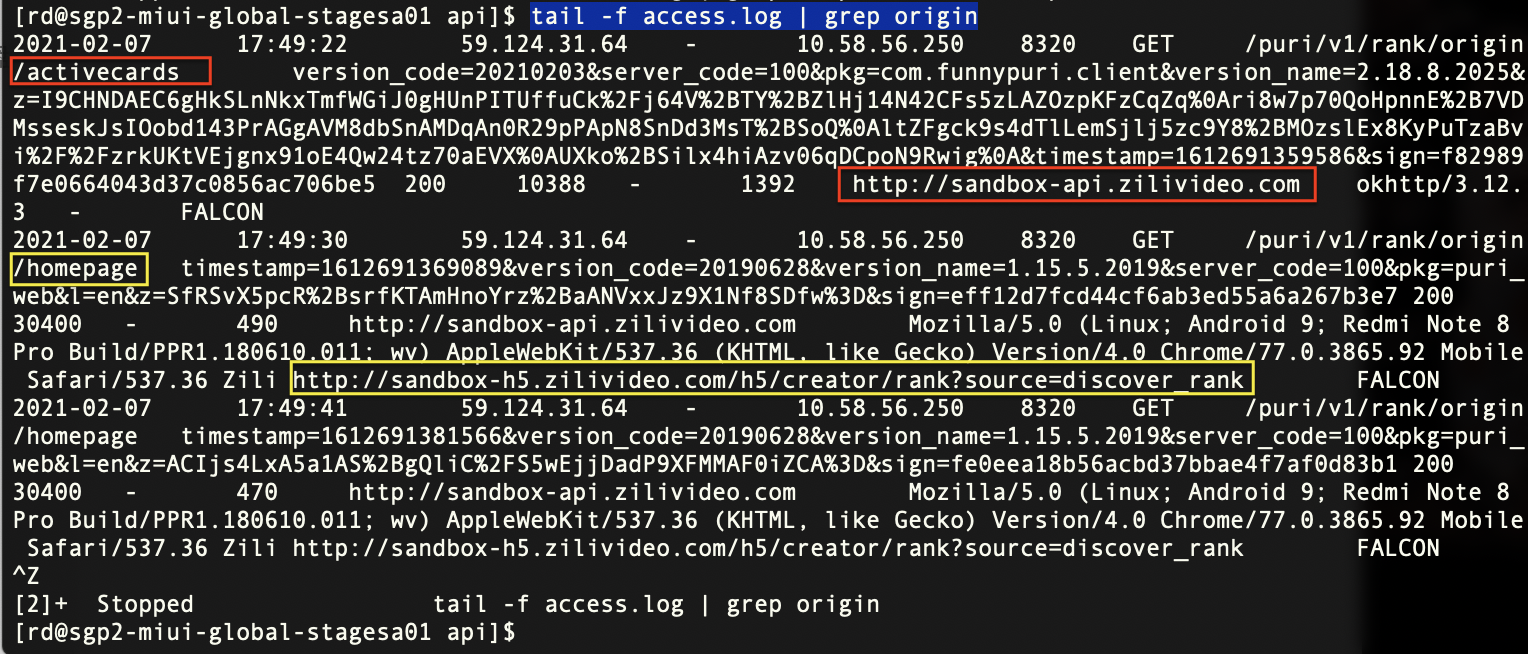 [rd@sgp2-miui-global-stagesa01 api]$ tail -f access.log | grep origin
2021-02-07 17:49:22 59.124.31.64 - 10.58.56.250 8320 GET /puri/v1/rank/origin
/activecards version_code=20210203&server_code=100&pkg=com.funnypuri.client&version_name=2.18.8.2025&
z=I9CHNDAEC6gHkSLnNkxTmfWGiJ0gHUnPITUffuCk%2Fj64V%2BTY%2BZlHj14N42CFs5zLAZOzpKFzCqZq%0Ari8w7p70QoHpnnE%2B7VD
MsseskJsIOobd143PrAGgAVM8dbSnAMDqAn0R29pPApN8SnDd3MsT%2BSoQ%0AltZFgck9s4dTlLemSjlj5zc9Y8%2BMOzslEx8KyPuTzaBv
i%2F%2FzrkUKtVEjgnx91oE4Qw24tz70aEVX%0AUXko%2BSilx4hiAzv06qDCpoN9Rwig%0A&timestamp=1612691359586&sign=f82989
f7e0664043d37c0856ac706be5 200 10388 - 1392 http://sandbox-api.zilivideo.com okhttp/3.12.
3 - FALCON
2021-02-07 17:49:30 59.124.31.64 - 10.58.56.250 8320 GET /puri/v1/rank/origin
/homepage timestamp=1612691369089&version_code=20190628&version_name=1.15.5.2019&server_code=100&pkg=puri_
web&l=en&z=SfRSvX5pcR%2BsrfKTAmHnoYrz%2BaANVxxJz9X1Nf8SDfw%3D&sign=eff12d7fcd44cf6ab3ed55a6a267b3e7 200
30400 - 490 http://sandbox-api.zilivideo.com Mozilla/5.0 (Linux; Android 9; Redmi Note 8
Pro Build/PPR1.180610.011; wv) AppleWebKit/537.36 (KHTML, like Gecko) Version/4.0 Chrome/77.0.3865.92 Mobile
Safari/537.36 Zili http://sandbox-h5.zilivideo.com/h5/creator/rank?source=discover_rank FALCON
2021-02-07 17:49:41 59.124.31.64 - 10.58.56.250 8320 GET /puri/v1/rank/origin
/homepage timestamp=1612691381566&version_code=20190628&version_name=1.15.5.2019&server_code=100&pkg=puri_
web&l=en&z=ACIjs4LxA5a1AS%2BgQliC%2FS5wEjjDadP9XFMMAF0iZCA%3D&sign=fe0eea18b56acbd37bbae4f7af0d83b1 200
30400 - 470 http://sandbox-api.zilivideo.com Mozilla/5.0 (Linux; Android 9; Redmi Note 8
Pro Build/PPR1.180610.011; wv) AppleWebKit/537.36 (KHTML, like Gecko) Version/4.0 Chrome/77.0.3865.92 Mobile
Safari/537.36 Zili http://sandbox-h5.zilivideo.com/h5/creator/rank?source=discover_rank FALCON
^Z
[2]+ Stopped tail -f access.log | grep origin
[rd@sgp2-miui-global-stagesa01 api]$